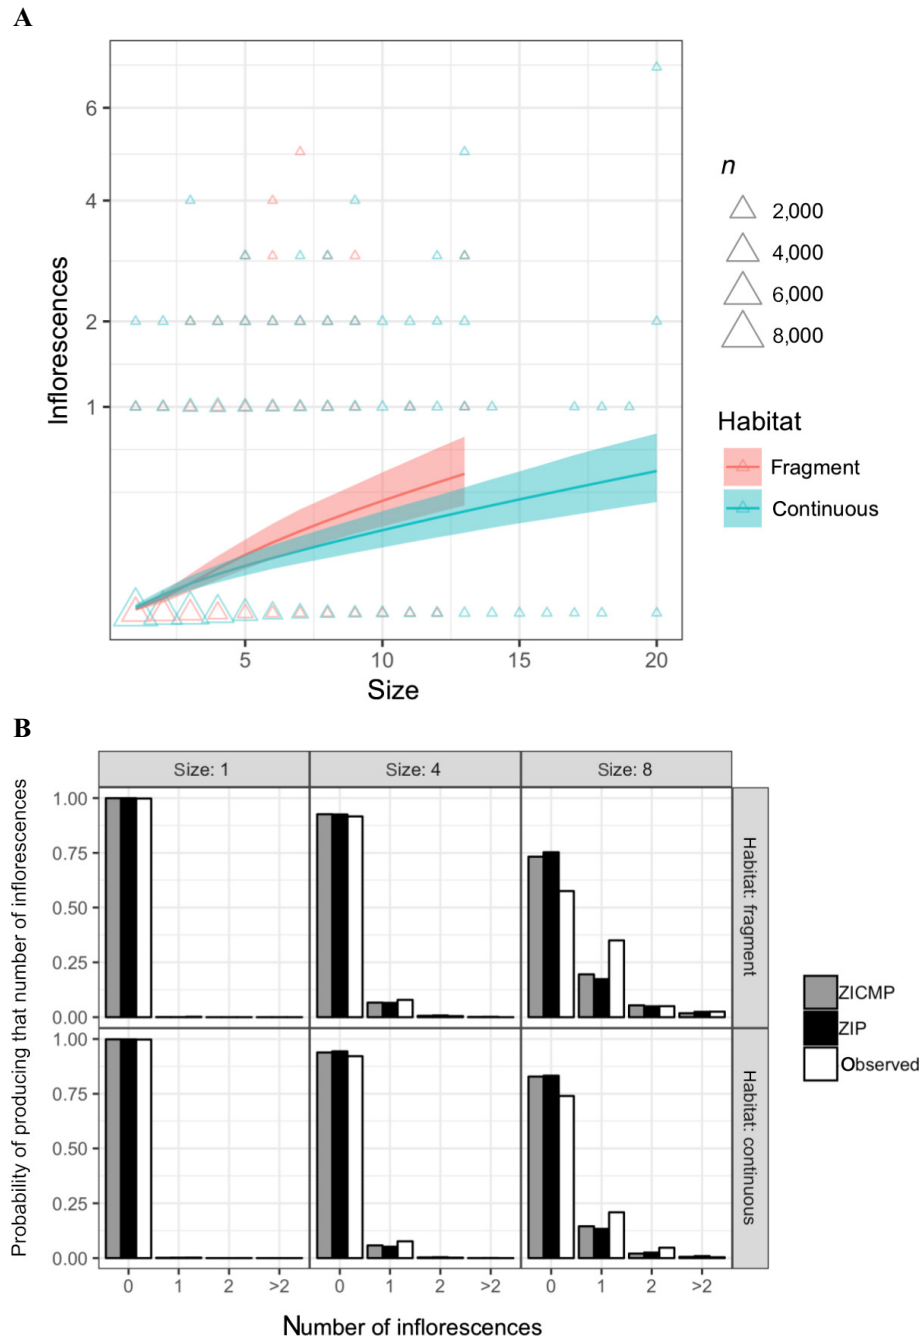 A
6
4
2
1
Inflorescences
5
10
15
20
Size
n
2,000
4,000
6,000
8,000
Habitat
Fragment
Continuous
B
Size: 1
Size: 4
Size: 8
Probability of producing that number of inflorescences
1.00
0.75
0.50
0.25
0.00
Habitat: fragment
1.00
0.75
0.50
0.25
0.00
Habitat: continuous
0
1
2
>2
0
1
2
>2
0
1
2
>2
Number of inflorescences
ZICMP
ZIP
Observed